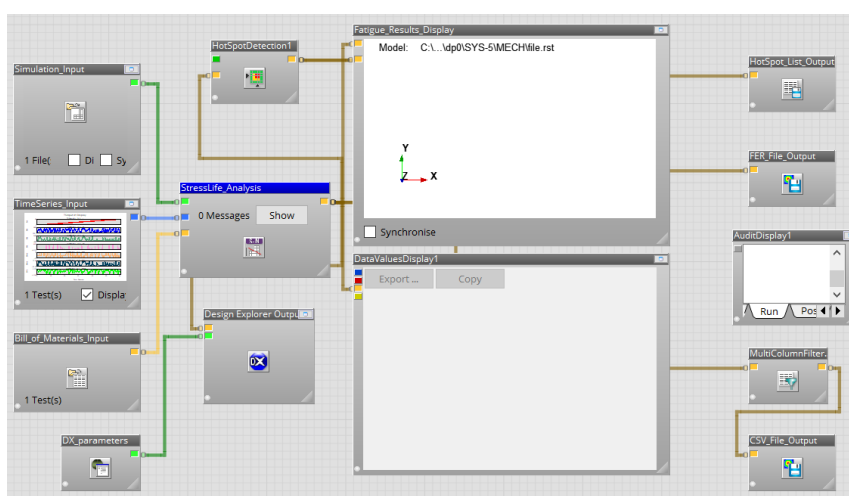 Simulation_Input
1 File(
Di
Sy
TimeSeries_Input
1 Test(s)
Displa
Bill_of_Materials_Input
1 Test(s)
DX_parameters
HotSpotDetection1
StressLife_Analysis
0 Messages
Show
Design Explorer Outpu
DX
Fatigue_Results_Display
Model: C:\...\dp0\SYS-5\MECH\file.rst
Y
Z
X
Synchronise
DataValuesDisplay1
Export ...
Copy
HotSpot_List_Output
FER_File_Output
AuditDisplay1
Run
Pos
MultiColumnFilter.
CSV_File_Output